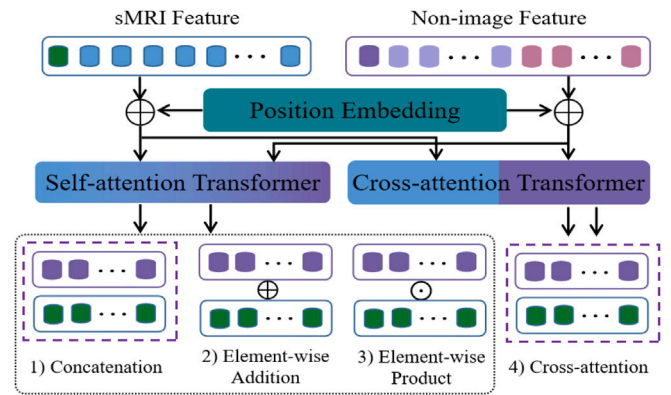 sMRI Feature
Non-image Feature
Position Embedding
Self-attention Transformer
Cross-attention Transformer
1) Concatenation
2) Element-wise
Addition
3) Element-wise
Product
4) Cross-attention